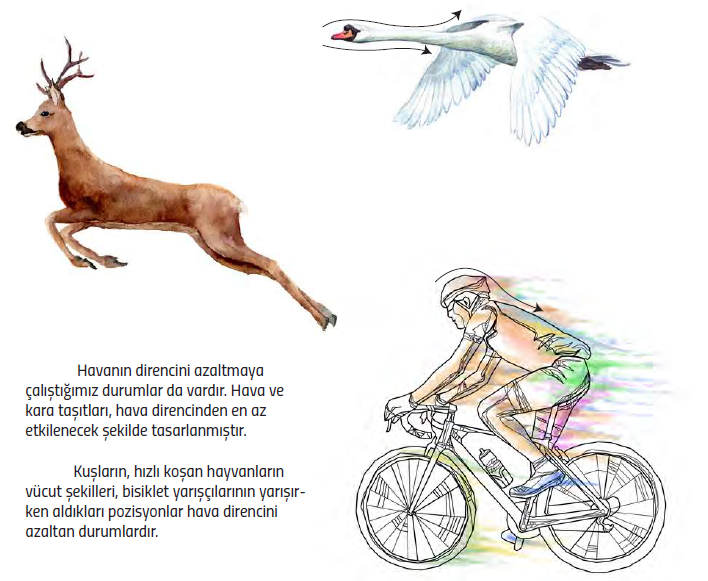 Havanın direncini azaltmaya
çalıştığımız durumlar da vardır. Hava ve
kara taşıtları, hava direncinden en az
etkilenecek şekilde tasarlanmıştır.
Kuşların, hızlı koşan hayvanların
vücut şekilleri, bisiklet yarışçılarının yarışır-
ken aldıkları pozisyonlar hava direncini
azaltan durumlardır.